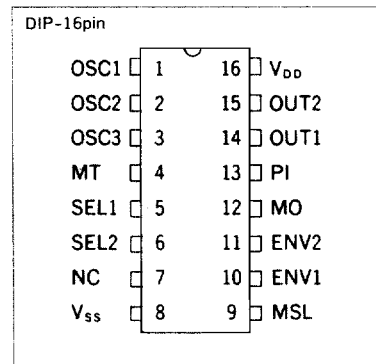 DIP-16pin
OSC1 1 16 VDD
OSC2 2 15 OUT2
OSC3 3 14 OUT1
MT 4 13 PI
SEL1 5 12 MO
SEL2 6 11 ENV2
NC 7 10 ENV1
Vss 8 9 MSL